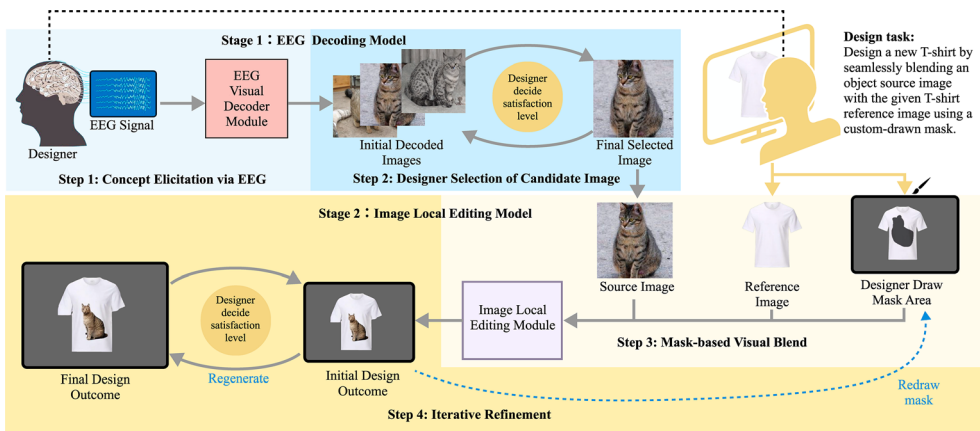 Stage 1：EEG Decoding Model
Designer
EEG Signal
EEG
Visual
Decoder
Module
Initial Decoded
Images
Designer
decide
satisfaction
level
Final Selected
Image
Step 1: Concept Elicitation via EEG
Step 2: Designer Selection of Candidate Image
Design task:
Design a new T-shirt by
seamlessly blending an
object source image
with the given T-shirt
reference image using a
custom-drawn mask.
Stage 2：Image Local Editing Model
Source Image
Reference
Image
Designer Draw
Mask Area
Image Local
Editing Module
Step 3: Mask-based Visual Blend
Final Design
Outcome
Designer
decide
satisfaction
level
Regenerate
Initial Design
Outcome
Redraw
mask
Step 4: Iterative Refinement